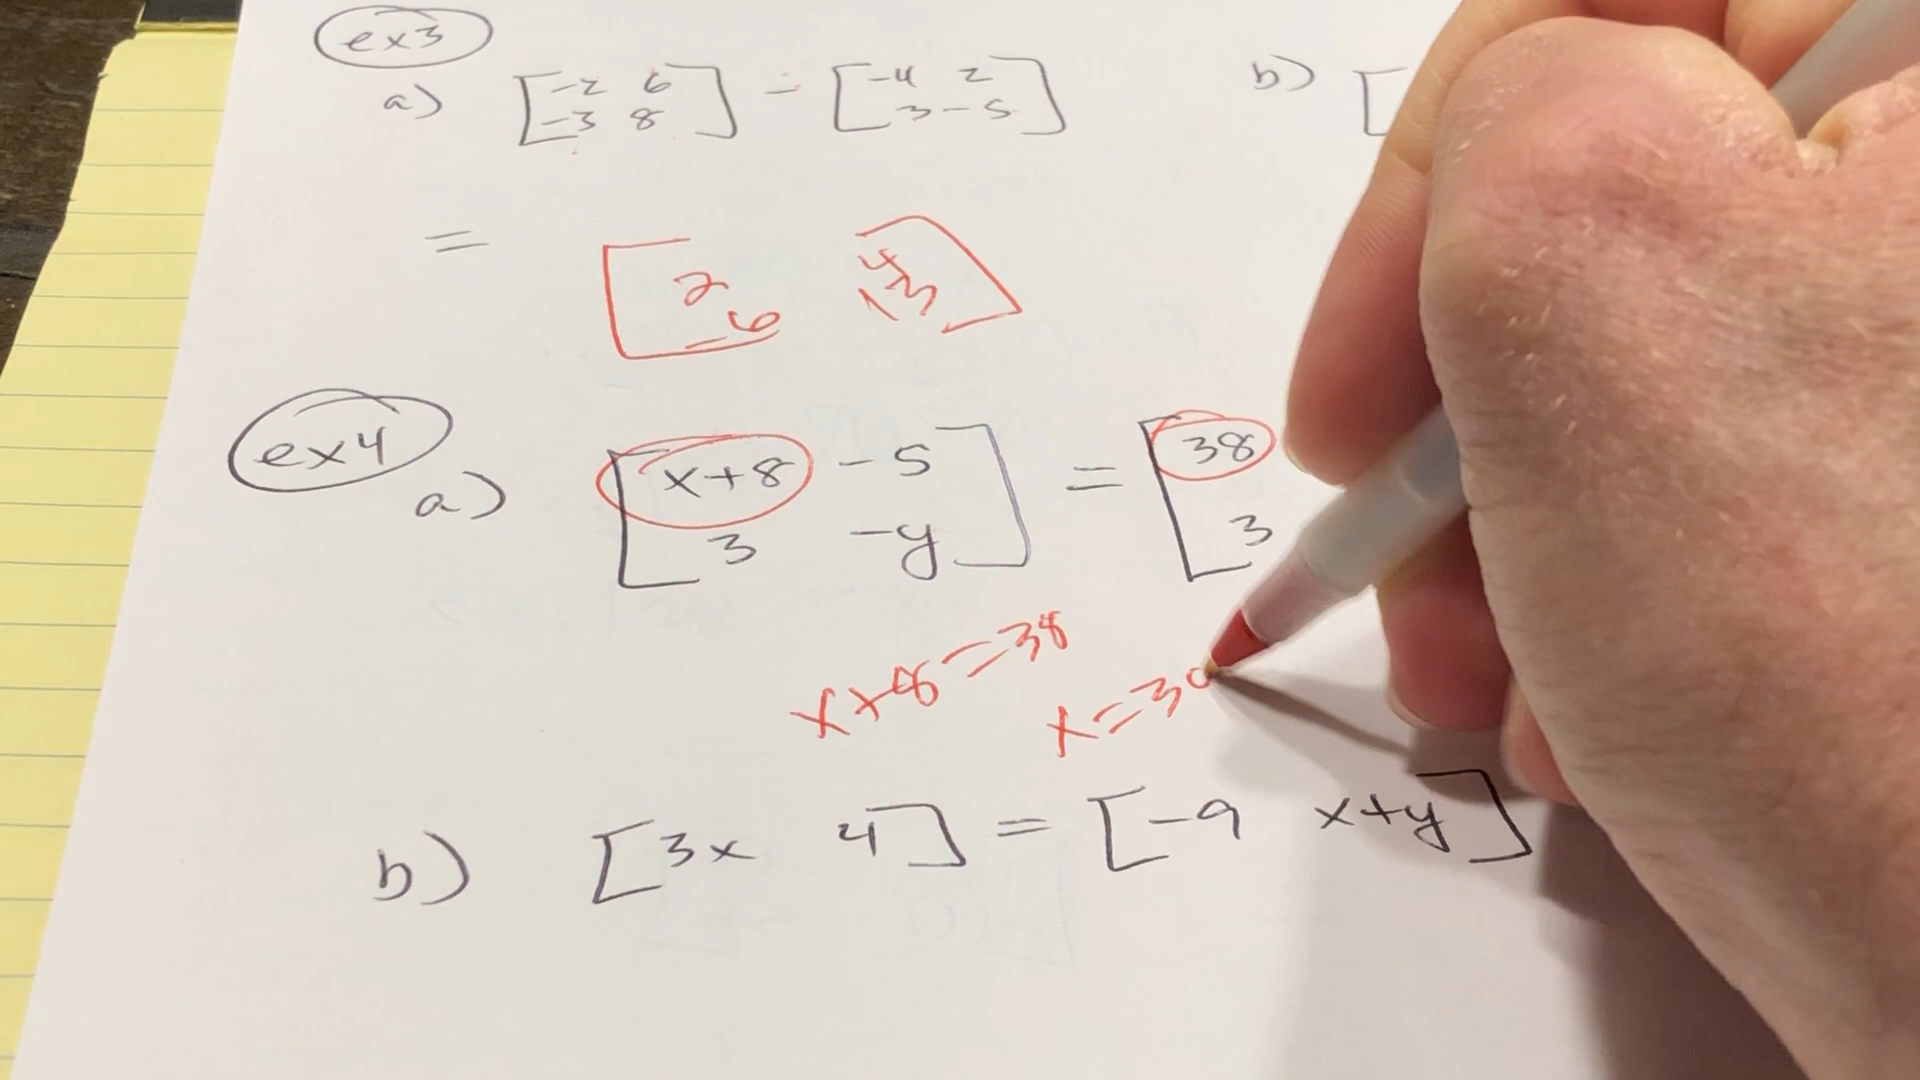 ex3
a) [-2 6 -3 8] - [-4 2 3 -5] b) [
= [2 4 -6 13]
ex4
a) [x+8 -5 3 -y] = [38 3
x+8=38 x=30
b) [3x 4] = [-9 x+y]